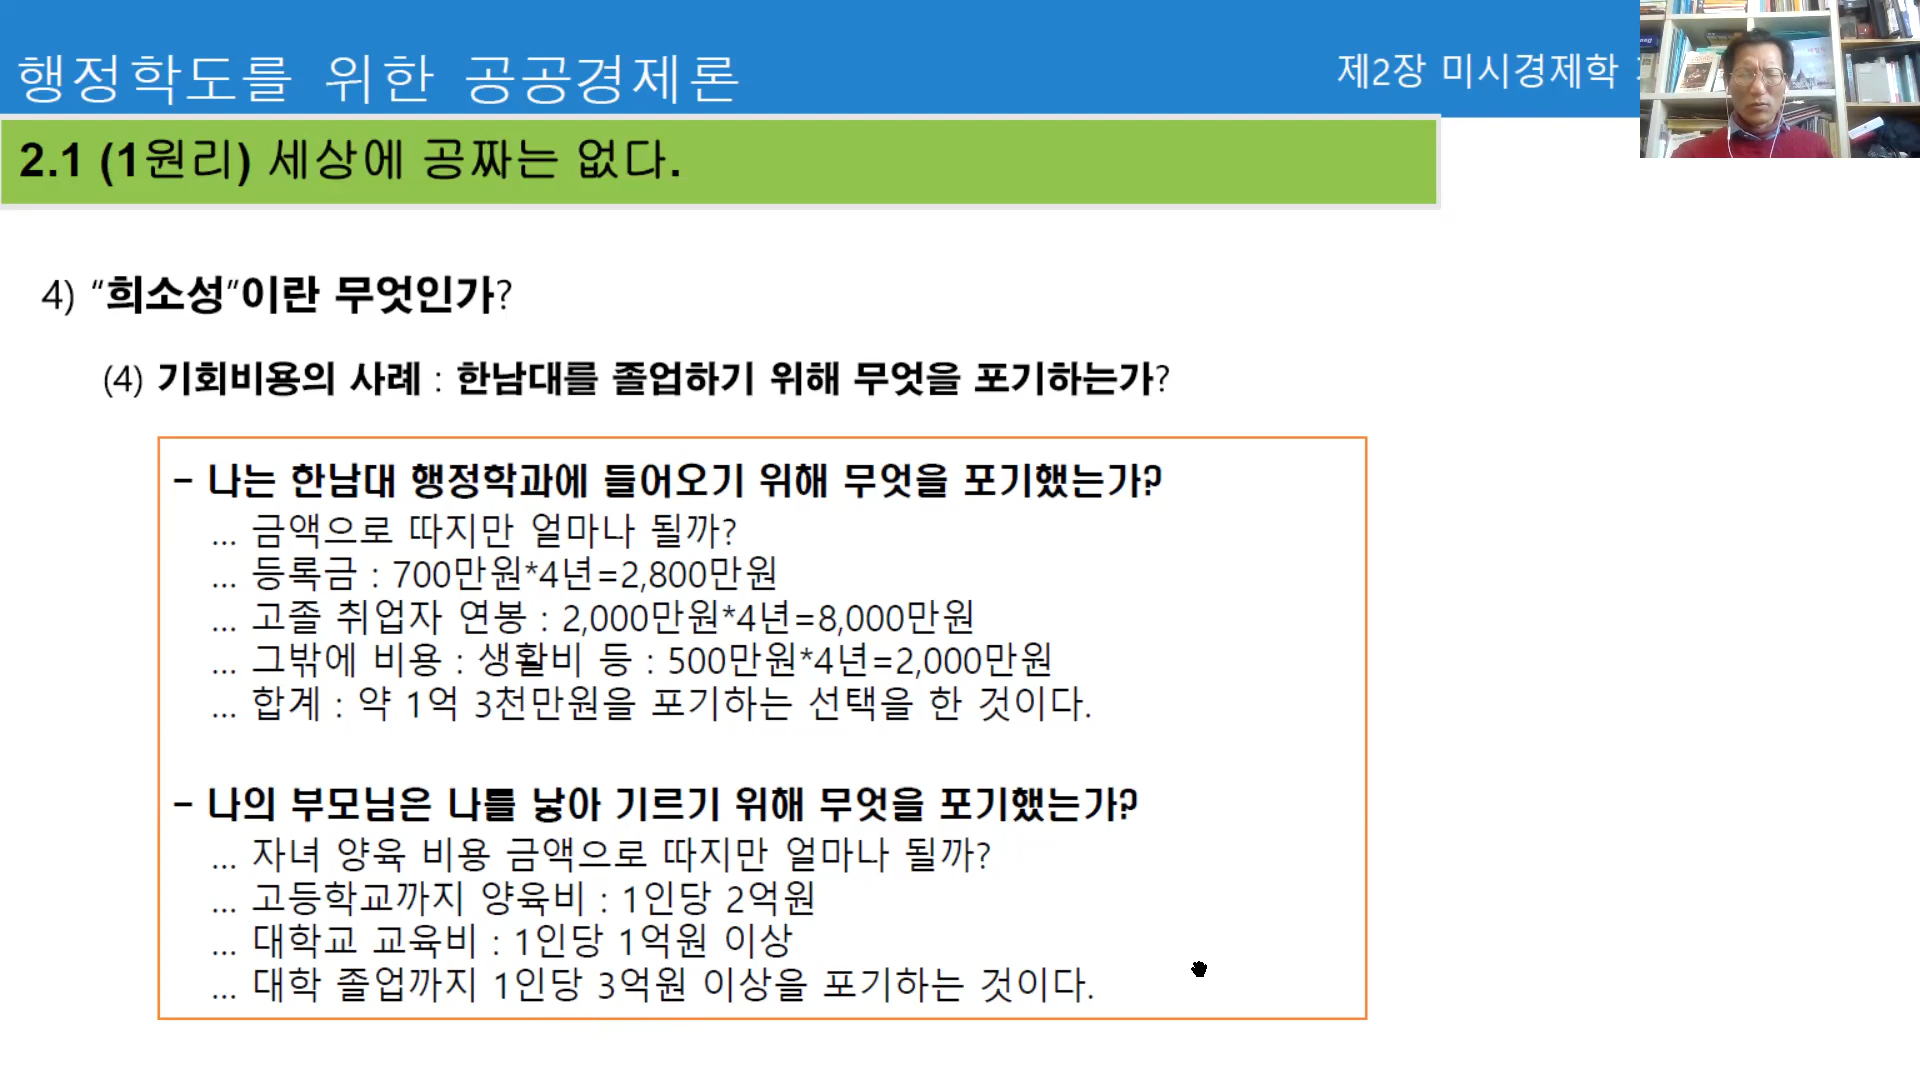 행정학도를 위한 공공경제론
제2장 미시경제학
2.1 (1원리) 세상에 공짜는 없다.
4) “희소성”이란 무엇인가?
(4) 기회비용의 사례 : 한남대를 졸업하기 위해 무엇을 포기하는가?
- 나는 한남대 행정학과에 들어오기 위해 무엇을 포기했는가?
... 금액으로 따지만 얼마나 될까?
... 등록금 : 700만원*4년=2,800만원
... 고졸 취업자 연봉 : 2,000만원*4년=8,000만원
... 그밖에 비용 : 생활비 등 : 500만원*4년=2,000만원
... 합계 : 약 1억 3천만원을 포기하는 선택을 한 것이다.
- 나의 부모님은 나를 낳아 기르기 위해 무엇을 포기했는가?
... 자녀 양육 비용 금액으로 따지만 얼마나 될까?
... 고등학교까지 양육비 : 1인당 2억원
... 대학교 교육비 : 1인당 1억원 이상
... 대학 졸업까지 1인당 3억원 이상을 포기하는 것이다.